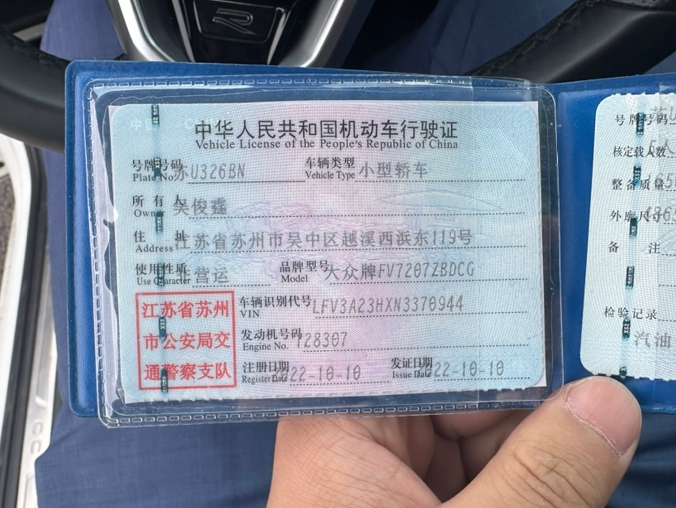 中华人民共和国机动车行驶证
Vehicle License of the People's Republic of China
号牌号码 Plate No. 苏U326BN 车辆类型 Vehicle Type 小型轿车
所有人 Owner 吴俊霆
住址 Address 江苏省苏州市吴中区越溪西浜东119号
使用性质 Use Character 非营运 品牌型号 Model 大众牌FV7207ZBDCG
车辆识别代号 VIN LFV3A23HXN3370944
发动机号码 Engine No. 728307
注册日期 Register Date 22-10-10 发证日期 Issue Date 22-10-10
江苏省苏州
市公安局交
通警察支队
号牌号码
核定载人数
整备质量
外廓尺寸
备注
检验记录
汽油